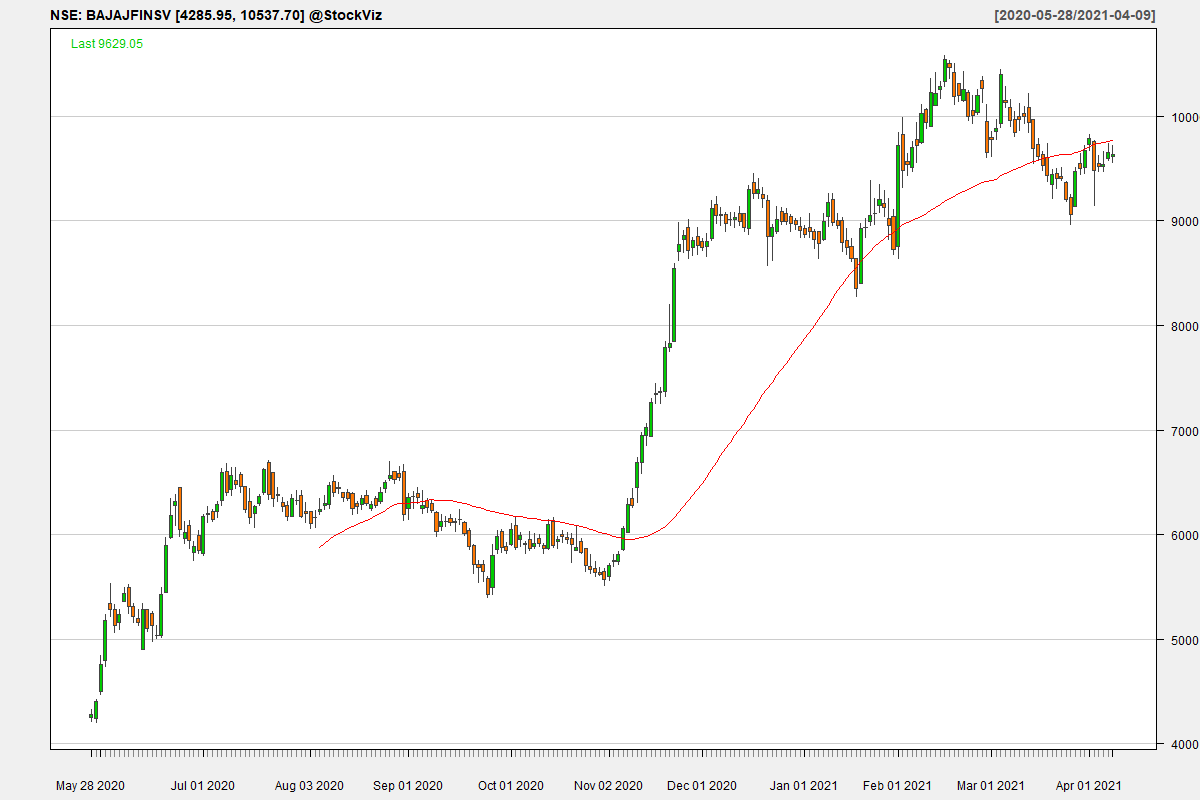 NSE: BAJAJFINSV [4285.95, 10537.70] @StockViz [2020-05-28/2021-04-09]
Last 9629.05
1000
9000
8000
7000
6000
5000
4000
May 28 2020 Jul 01 2020 Aug 03 2020 Sep 01 2020 Oct 01 2020 Nov 02 2020 Dec 01 2020 Jan 01 2021 Feb 01 2021 Mar 01 2021 Apr 01 2021